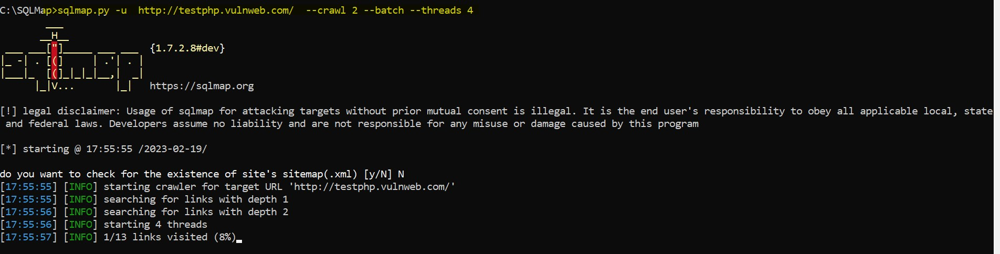 C:\SQLMap>sqlmap.py -u  http://testphp.vulnweb.com/  --crawl 2 --batch --threads 4
        ___
       __H__
 ___ ___["]_____ ___ ___  {1.7.2.8#dev}
|_ -| . [(]     | .'| . |
|___|_  [(]_|_|_|__,|  _|
      |_|V...       |_|   https://sqlmap.org
[!] legal disclaimer: Usage of sqlmap for attacking targets without prior mutual consent is illegal. It is the end user's responsibility to obey all applicable local, state
 and federal laws. Developers assume no liability and are not responsible for any misuse or damage caused by this program
[*] starting @ 17:55:55 /2023-02-19/
do you want to check for the existence of site's sitemap(.xml) [y/N] N
[17:55:55] [INFO] starting crawler for target URL 'http://testphp.vulnweb.com/'
[17:55:55] [INFO] searching for links with depth 1
[17:55:56] [INFO] searching for links with depth 2
[17:55:56] [INFO] starting 4 threads
[17:55:57] [INFO] 1/13 links visited (8%)